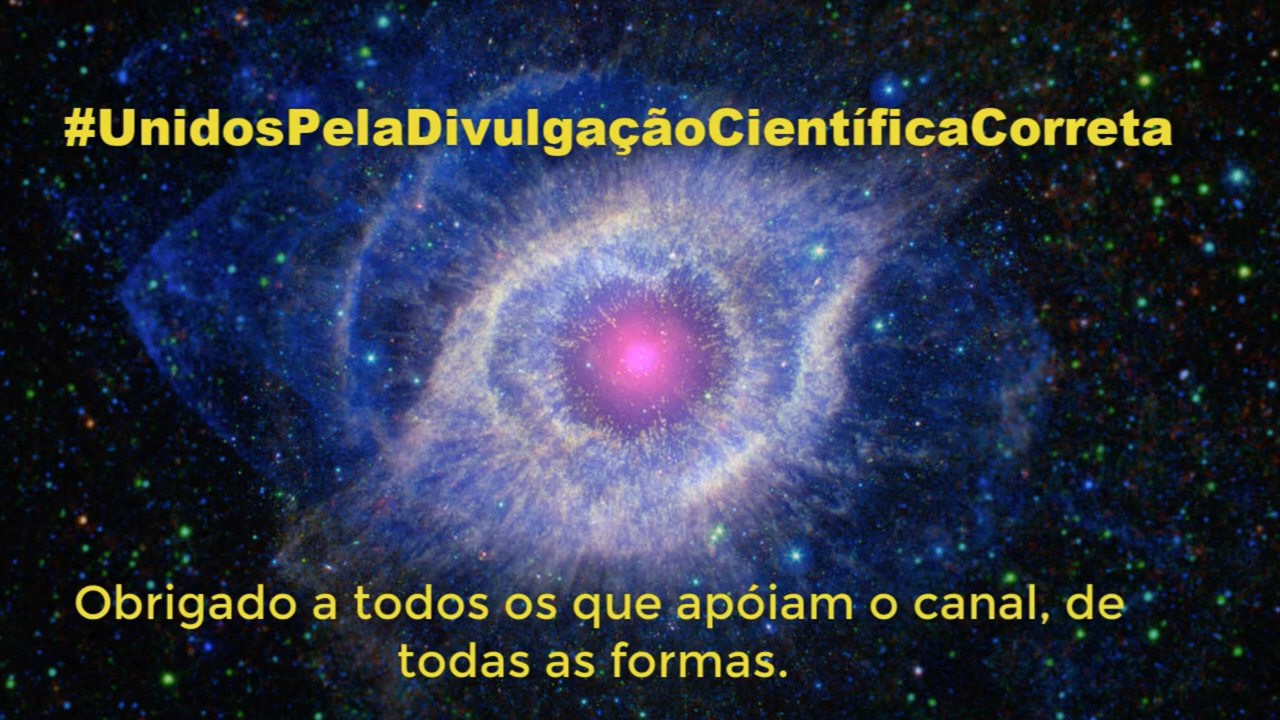 #UnidosPelaDivulgaçãoCientíficaCorreta
Obrigado a todos os que apóiam o canal, de
todas as formas.